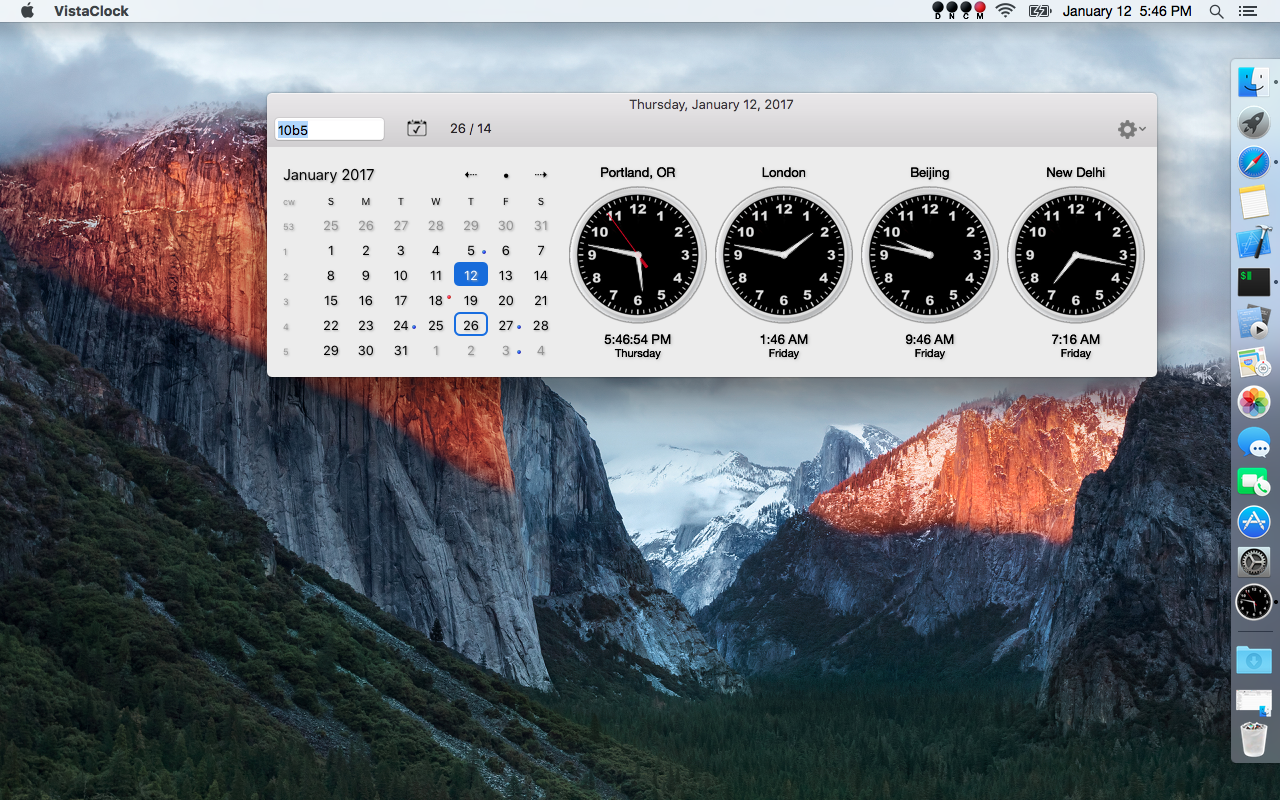 VistaClock
D N C M
January 12 5:46 PM
Thursday, January 12, 2017
10b5
26 / 14
January 2017
cw S M T W T F S
53 25 26 27 28 29 30 31
1 1 2 3 4 5 6 7
2 8 9 10 11 12 13 14
3 15 16 17 18 19 20 21
4 22 23 24 25 26 27 28
5 29 30 31 1 2 3 4
Portland, OR
12 1 2 3 4 5 6 7 8 9 10 11
5:46:54 PM
Thursday
London
12 1 2 3 4 5 6 7 8 9 10 11
1:46 AM
Friday
Beijing
12 1 2 3 4 5 6 7 8 9 10 11
9:46 AM
Friday
New Delhi
12 1 2 3 4 5 6 7 8 9 10 11
7:16 AM
Friday
$